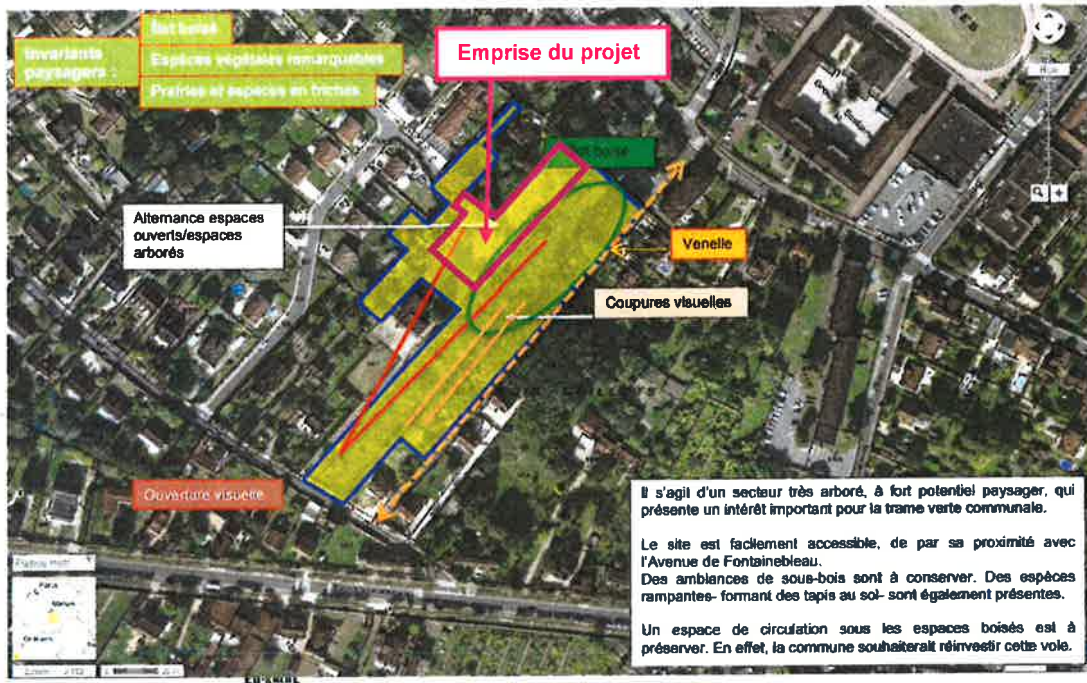 Invariants
paysagers :
Îlot boisé
Espèces végétales remarquables
Prairies et espèces en friches
Emprise du projet
boisé
Alternance espaces
ouverts/espaces
arborés
Venelle
Coupures visuelles
Ouverture visuelle
Il s'agit d'un secteur très arboré, à fort potentiel paysager, qui
présente un intérêt important pour la trame verte communale.
Le site est facilement accessible, de par sa proximité avec
l'Avenue de Fontainebleau.
Des ambiances de sous-bois sont à conserver. Des espèces
rampantes- formant des tapis au sol- sont également présentes.
Un espace de circulation sous les espaces boisés est à
préserver. En effet, la commune souhaiterait réinvestir cette voie.